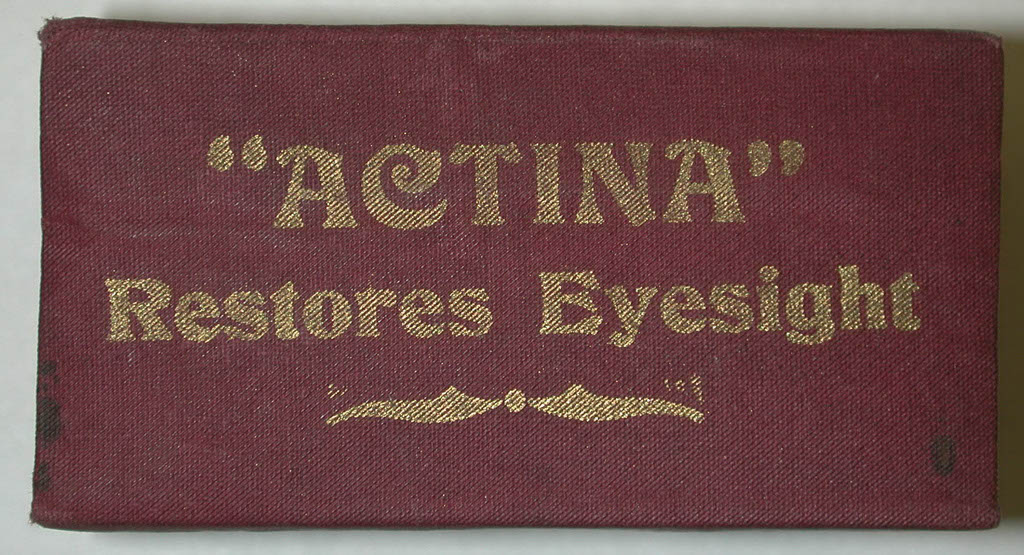 “ACTINA”
Restores Eyesight